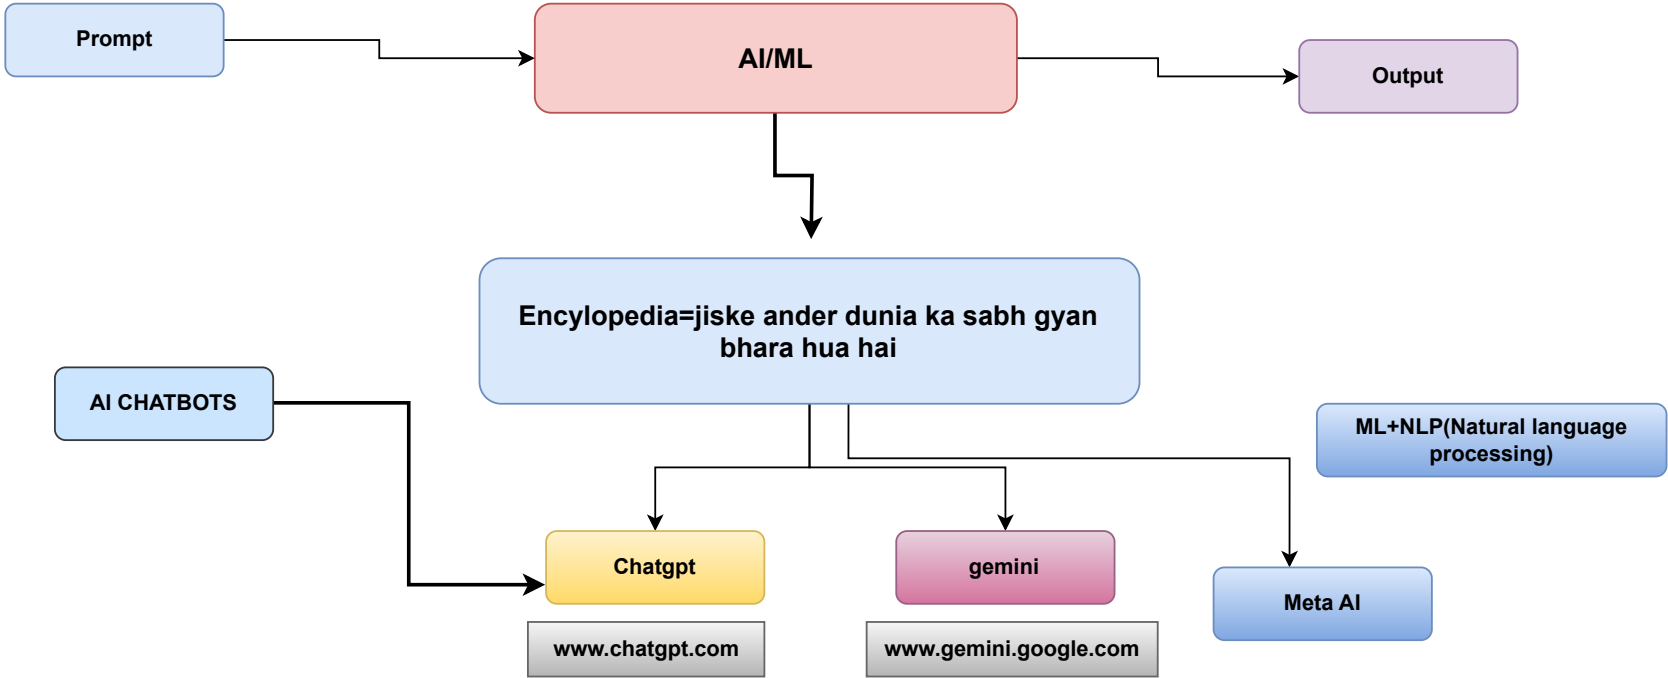 Prompt
AI/ML
Output
Encylopedia=jiske ander dunia ka sabh gyan
bhara hua hai
AI CHATBOTS
ML+NLP(Natural language
processing)
Chatgpt
gemini
Meta AI
www.chatgpt.com
www.gemini.google.com